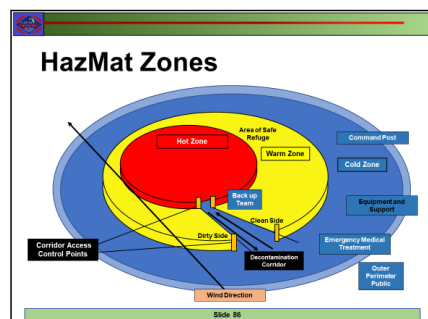 HazMat Zones
Area of Safe
Refuge
Hot Zone
Command Post
Warm Zone
Cold Zone
Back up
Team
Equipment and
Support
Clean Side
Dirty Side
Emergency Medical
Treatment
Corridor Access
Control Points
Decontamination
Corridor
Outer
Perimeter
Public
Wind Direction
Slide 86